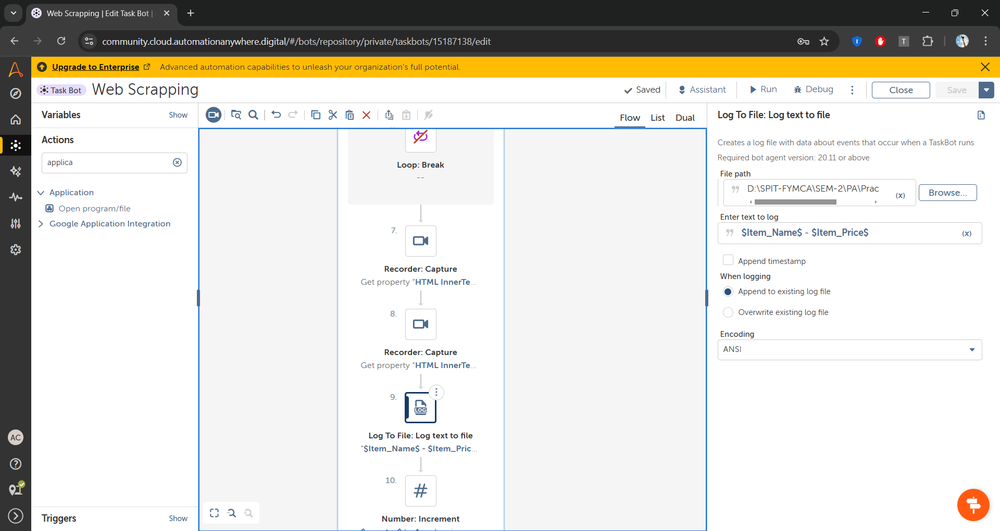 Web Scrapping | Edit Task Bot |
community.cloud.automationanywhere.digital/#/bots/repository/private/taskbots/15187138/edit
T
Upgrade to Enterprise Advanced automation capabilities to unleash your organization's full potential.
Task Bot Web Scrapping
Saved Assistant Run Debug Close Save
Variables Show
Flow List Dual
Actions
applica
Application
Open program/file
Google Application Integration
Triggers Show
AC
Loop: Break
--
7.
Recorder: Capture
Get property “HTML InnerTe...
8.
Recorder: Capture
Get property “HTML InnerTe...
9.
LOG
Log To File: Log text to file
“$Item_Name$ - $Item_Pric...
10.
#
Number: Increment
Log To File: Log text to file
Creates a log file with data about events that occur when a TaskBot runs
Required bot agent version: 20.11 or above
File path
D:\SPIT-FYMCA\SEM-2\PA\Prac
(x)
Browse...
Enter text to log
$Item_Name$ - $Item_Price$
(x)
Append timestamp
When logging
Append to existing log file
Overwrite existing log file
Encoding
ANSI